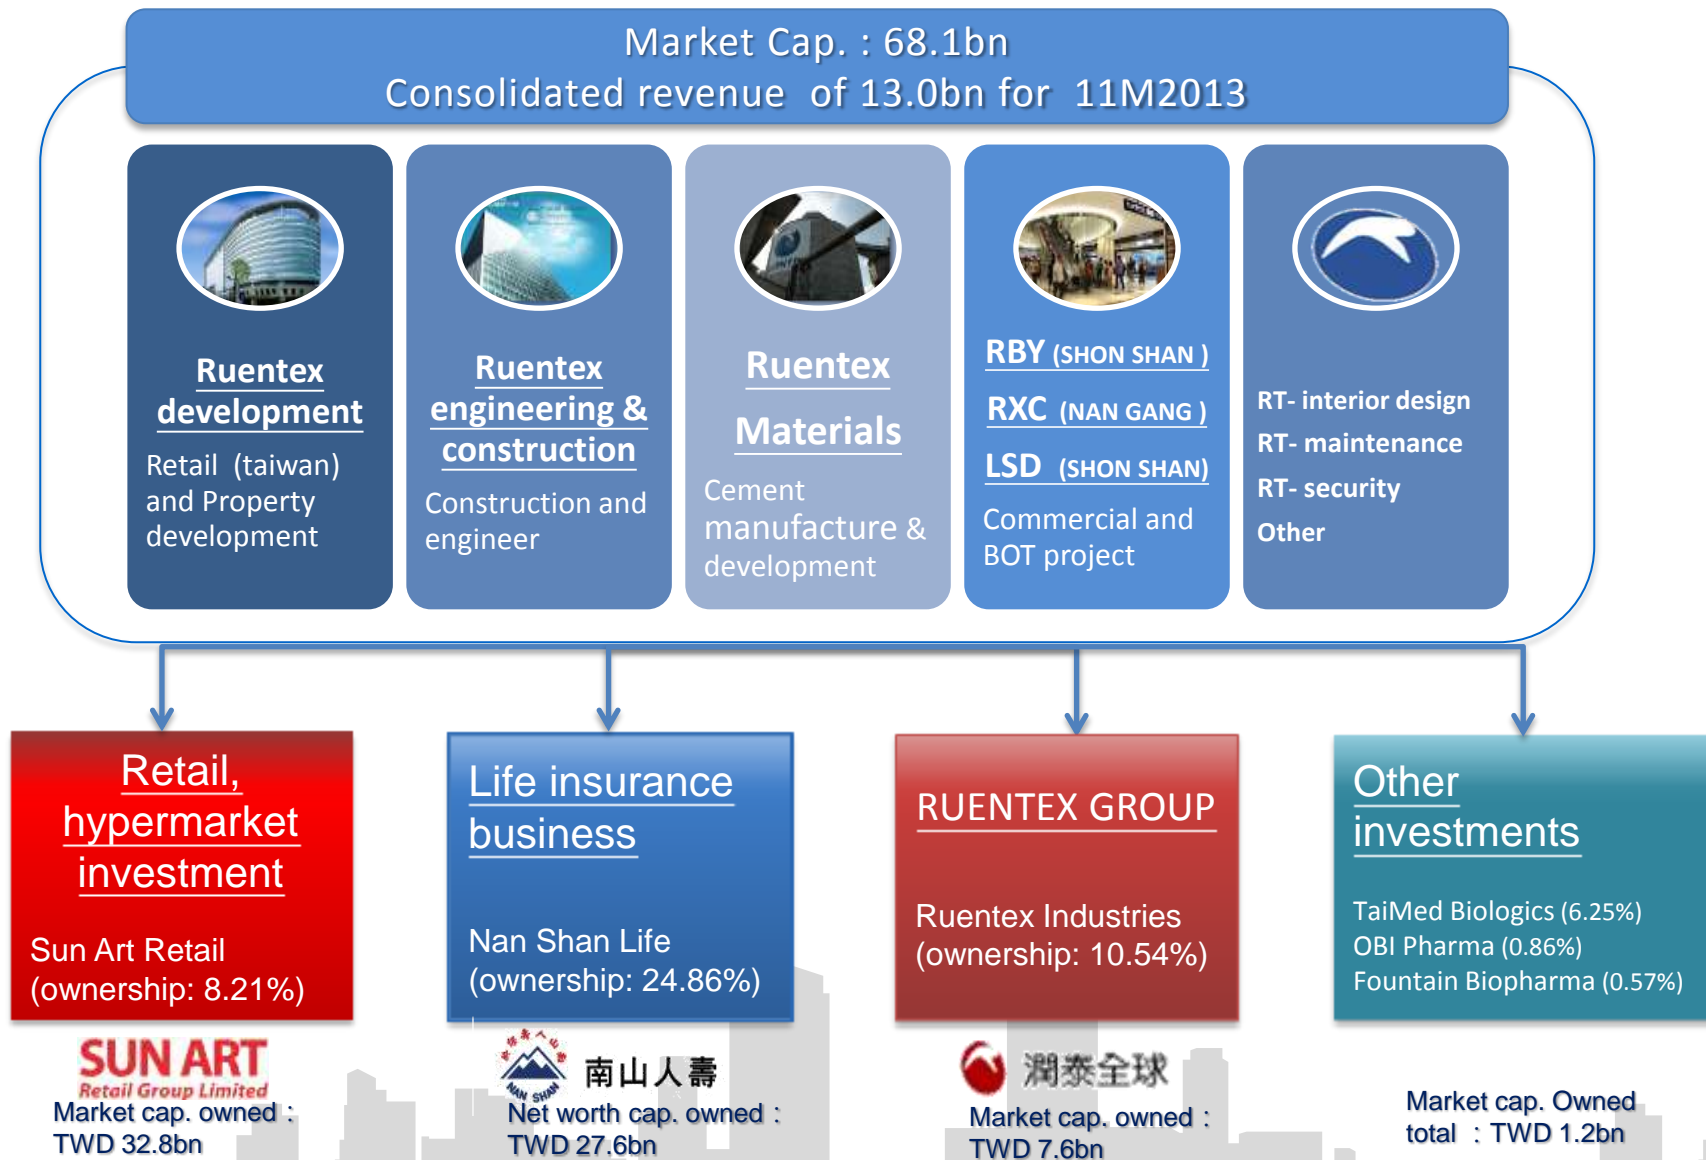 Market Cap. : 68.1bn
Consolidated revenue of 13.0bn for 11M2013
Ruentex
development
Retail (taiwan)
and Property
development
Ruentex
engineering &
construction
Construction and
engineer
Ruentex
Materials
Cement
manufacture &
development
RBY (SHON SHAN )
RXC (NAN GANG )
LSD (SHON SHAN)
Commercial and
BOT project
RT- interior design
RT- maintenance
RT- security
Other
Retail,
hypermarket
investment
Sun Art Retail
(ownership: 8.21%)
Life insurance
business
Nan Shan Life
(ownership: 24.86%)
RUENTEX GROUP
Ruentex Industries
(ownership: 10.54%)
Other
investments
TaiMed Biologics (6.25%)
OBI Pharma (0.86%)
Fountain Biopharma (0.57%)
SUN ART
Retail Group Limited
Market cap. owned :
TWD 32.8bn
NAN SHAN
南山人壽
Net worth cap. owned :
TWD 27.6bn
潤泰全球
Market cap. owned :
TWD 7.6bn
Market cap. Owned
total : TWD 1.2bn